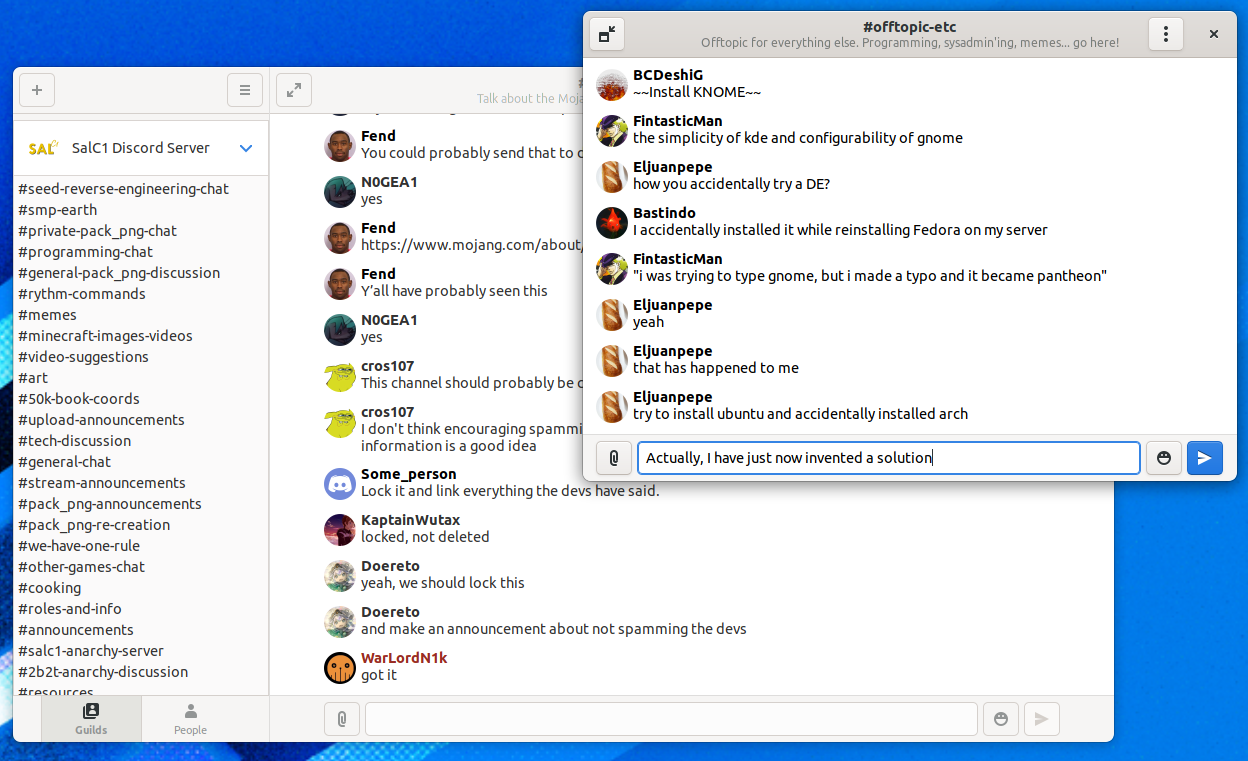 #offtopic-etc
Offtopic for everything else. Programming, sysadmin'ing, memes... go here!
BCDeshiG
~~Install KNOME~~
FintasticMan
the simplicity of kde and configurability of gnome
Eljuanpepe
how you accidentally try a DE?
Bastindo
I accidentally installed it while reinstalling Fedora on my server
FintasticMan
"i was trying to type gnome, but i made a typo and it became pantheon"
Eljuanpepe
yeah
Eljuanpepe
that has happened to me
Eljuanpepe
try to install ubuntu and accidentally installed arch
Actually, I have just now invented a solution
SAL
SalC1 Discord Server
#seed-reverse-engineering-chat
#smp-earth
#private-pack_png-chat
#programming-chat
#general-pack_png-discussion
#rythm-commands
#memes
#minecraft-images-videos
#video-suggestions
#art
#50k-book-coords
#upload-announcements
#tech-discussion
#general-chat
#stream-announcements
#pack_png-announcements
#pack_png-re-creation
#we-have-one-rule
#other-games-chat
#cooking
#roles-and-info
#announcements
#salc1-anarchy-server
#2b2t-anarchy-discussion
#resources
Guilds
People
#
Talk about the Moja
Fend
You could probably send that to
N0GEA1
yes
Fend
https://www.mojang.com/about/
Fend
Y'all have probably seen this
N0GEA1
yes
cros107
This channel should probably be
cros107
I don't think encouraging spammi
information is a good idea
Some_person
Lock it and link everything the devs have said.
KaptainWutax
locked, not deleted
Doereto
yeah, we should lock this
Doereto
and make an announcement about not spamming the devs
WarLordN1k
got it